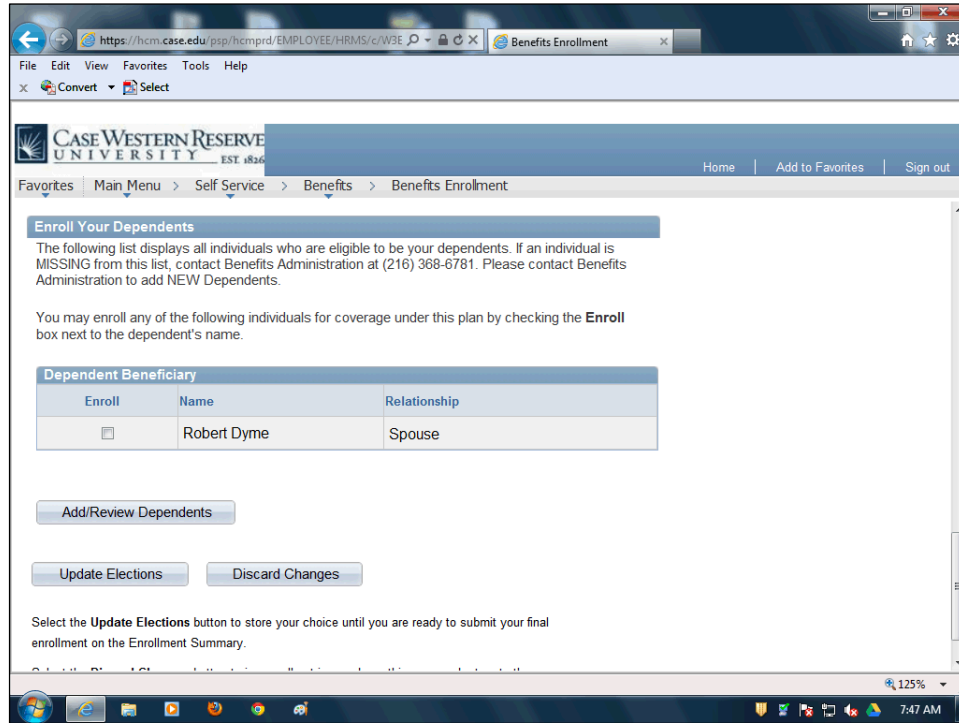 https://hcm.case.edu/psp/hcmprd/EMPLOYEE/HRMS/c/W3E
Benefits Enrollment
File Edit View Favorites Tools Help
x Convert Select
CASE WESTERN RESERVE
UNIVERSITY EST. 1826
Home | Add to Favorites | Sign out
Favorites Main Menu > Self Service > Benefits > Benefits Enrollment
Enroll Your Dependents
The following list displays all individuals who are eligible to be your dependents. If an individual is
MISSING from this list, contact Benefits Administration at (216) 368-6781. Please contact Benefits
Administration to add NEW Dependents.
You may enroll any of the following individuals for coverage under this plan by checking the Enroll
box next to the dependent's name.
Dependent Beneficiary
Enroll Name Relationship
Robert Dyme Spouse
Add/Review Dependents
Update Elections Discard Changes
Select the Update Elections button to store your choice until you are ready to submit your final
enrollment on the Enrollment Summary.
125%
7:47 AM